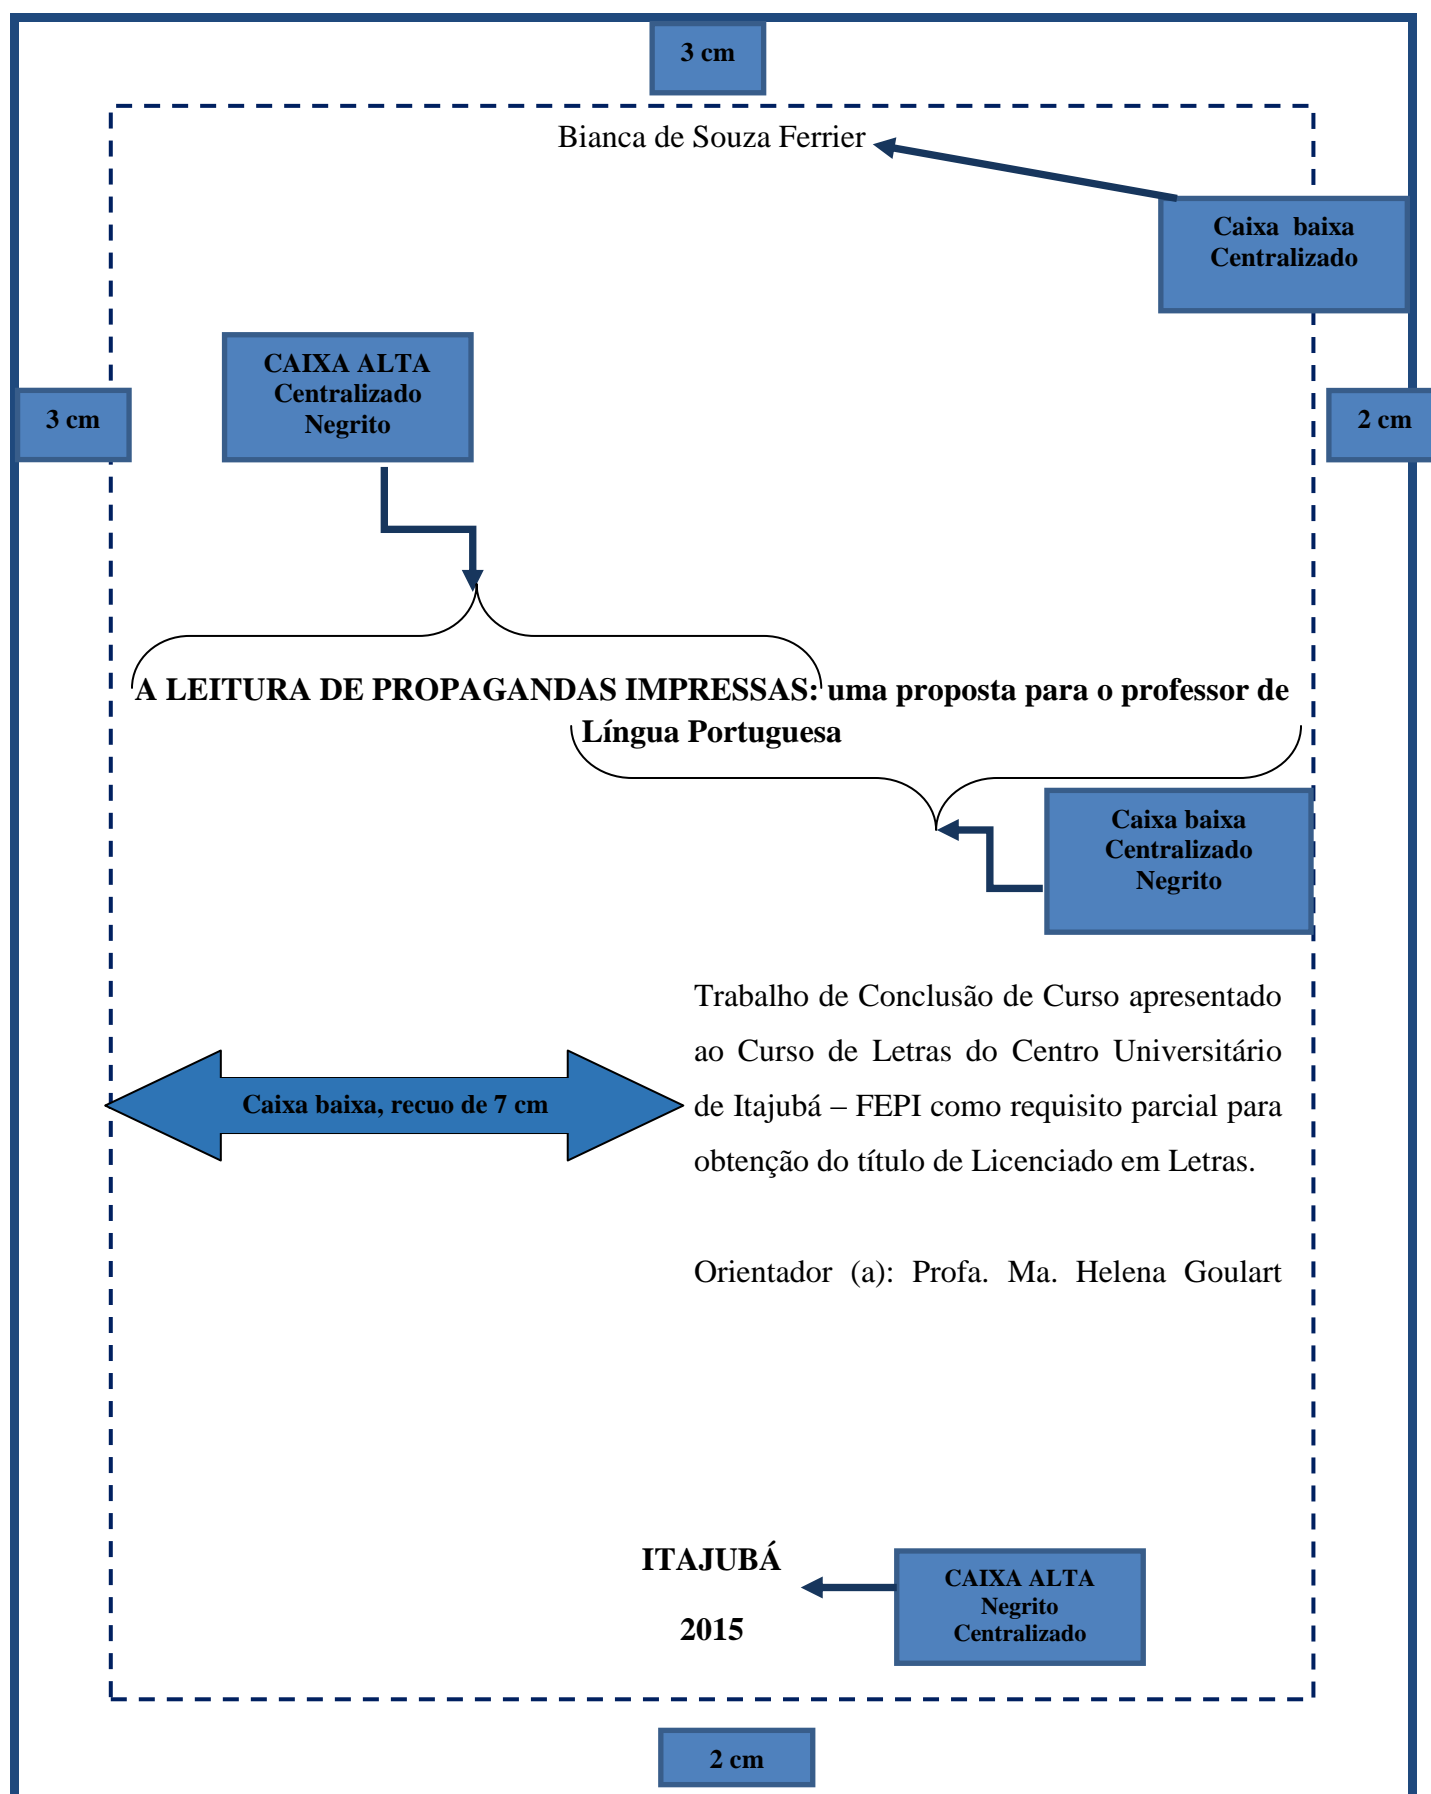 3 cm
Bianca de Souza Ferrier
Caixa baixa
Centralizado
CAIXA ALTA
Centralizado
Negrito
3 cm
2 cm
A LEITURA DE PROPAGANDAS IMPRESSAS: uma proposta para o professor de
Língua Portuguesa
Caixa baixa
Centralizado
Negrito
Trabalho de Conclusão de Curso apresentado
ao Curso de Letras do Centro Universitário
de Itajubá – FEPI como requisito parcial para
obtenção do título de Licenciado em Letras.
Caixa baixa, recuo de 7 cm
Orientador (a): Profa. Ma. Helena Goulart
ITAJUBÁ
2015
CAIXA ALTA
Negrito
Centralizado
2 cm